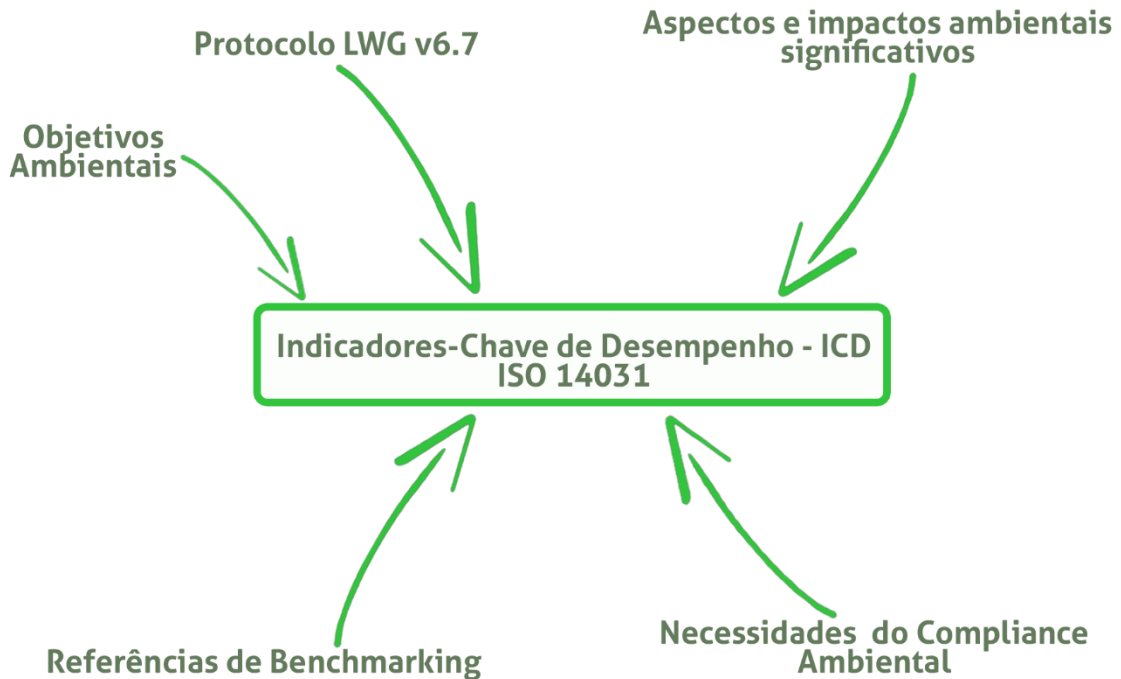 Protocolo LWG v6.7
Aspectos e impactos ambientais
significativos
Objetivos
Ambientais
Indicadores-Chave de Desempenho - ICD
ISO 14031
Referências de Benchmarking
Necessidades do Compliance
Ambiental